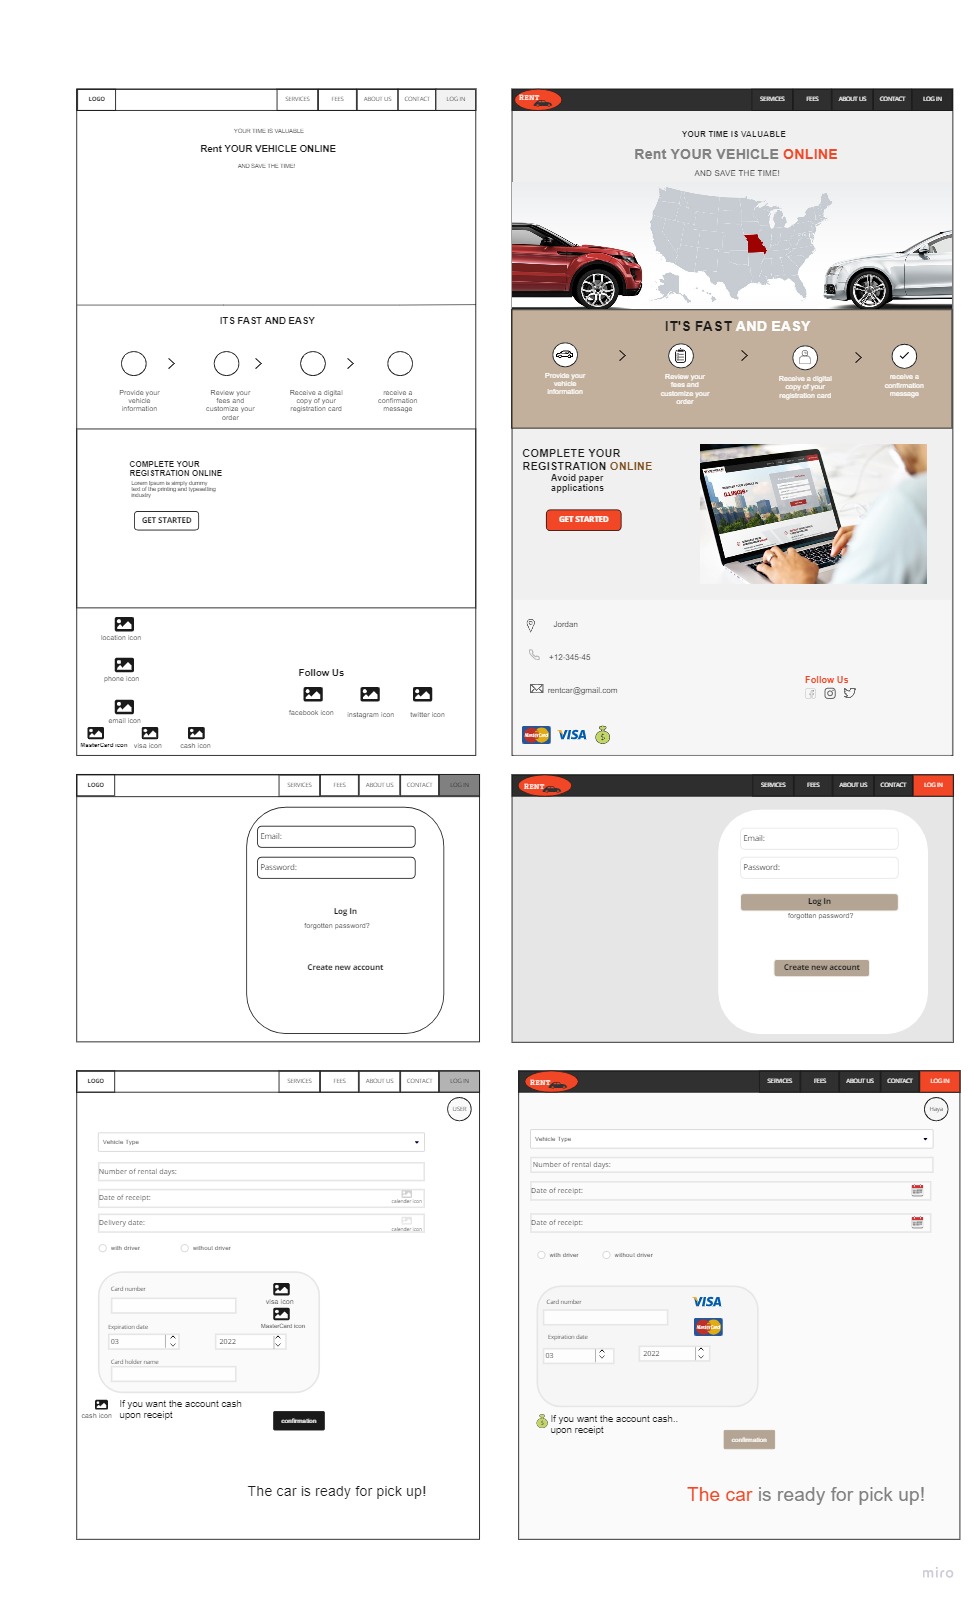 LOGO
SERVICES
FEES
ABOUT US
CONTACT
LOG IN
YOUR TIME IS VALUABLE
Rent YOUR VEHICLE ONLINE
AND SAVE THE TIME!
ITS FAST AND EASY
Provide your
vehicle
information
Review your
fees and
customize your
order
Receive a digital
copy of your
registration card
receive a
confirmation
message
COMPLETE YOUR
REGISTRATION ONLINE
Lorem Ipsum is simply dummy
text of the printing and typesetting
industry
GET STARTED
location icon
phone icon
email icon
MasterCard icon
visa icon
cash icon
Follow Us
facebook icon
instagram icon
twitter icon
RENT
SERVICES
FEES
ABOUT US
CONTACT
LOG IN
YOUR TIME IS VALUABLE
Rent YOUR VEHICLE ONLINE
AND SAVE THE TIME!
IT'S FAST AND EASY
Provide your
vehicle
information
Review your
fees and
customize your
order
Receive a digital
copy of your
registration card
receive a
confirmation
message
COMPLETE YOUR
REGISTRATION ONLINE
Avoid paper
applications
GET STARTED
Jordan
+12-345-45
rentcar@gmail.com
Follow Us
MasterCard
VISA
LOGO
SERVICES
FEES
ABOUT US
CONTACT
LOG IN
Email:
Password:
Log In
forgotten password?
Create new account
RENT
SERVICES
FEES
ABOUT US
CONTACT
LOG IN
Email:
Password:
Log In
forgotten password?
Create new account
LOGO
SERVICES
FEES
ABOUT US
CONTACT
LOG IN
USER
Vehicle Type
Number of rental days:
Date of receipt:
calender icon
Delivery date:
calender icon
with driver
without driver
Card number
visa icon
MasterCard icon
Expiration date
03
2022
Card holder name
cash icon
If you want the account cash
upon receipt
confirmation
The car is ready for pick up!
RENT
SERVICES
FEES
ABOUT US
CONTACT
LOG IN
Haya
Vehicle Type
Number of rental days:
Date of receipt:
Date of receipt:
with driver
without driver
Card number
VISA
MasterCard
Expiration date
03
2022
If you want the account cash..
upon receipt
confirmation
The car is ready for pick up!
miro